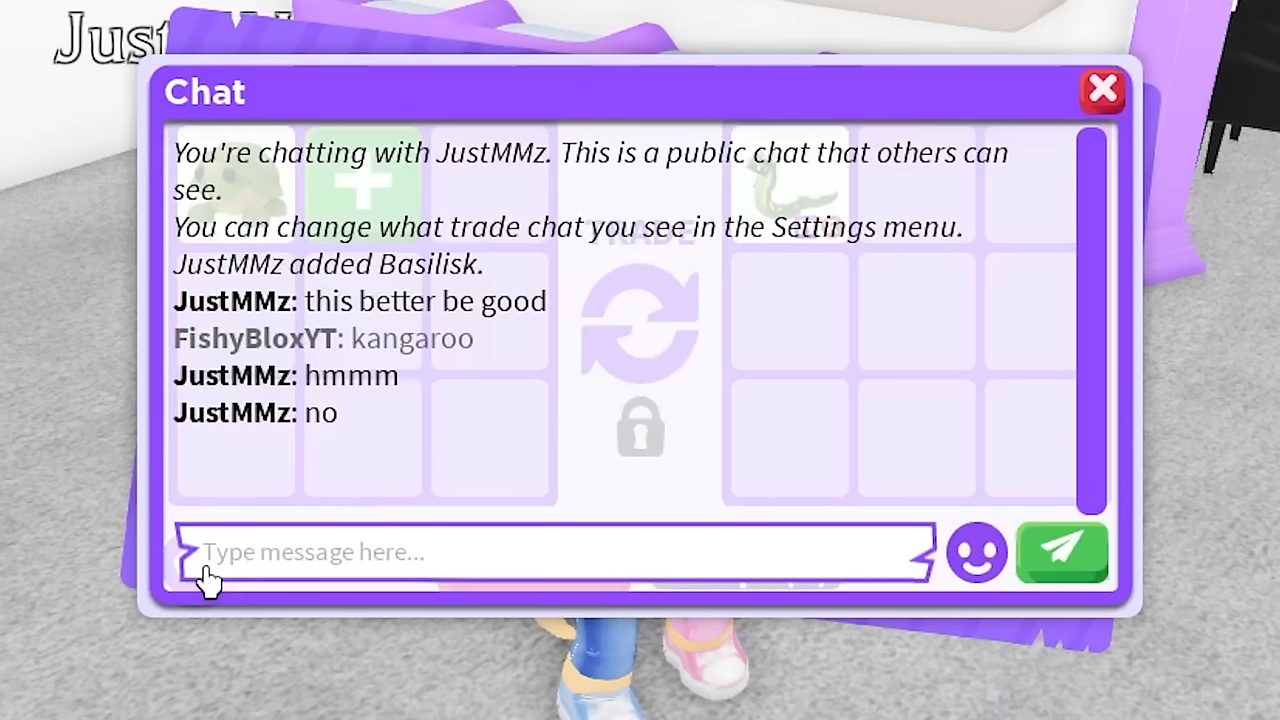 Just
Chat
You're chatting with JustMMz. This is a public chat that others can
see.
TRADE
You can change what trade chat you see in the Settings menu.
JustMMz added Basilisk.
JustMMz: this better be good
FishyBloxYT: kangaroo
JustMMz: hmmm
JustMMz: no
Type message here...